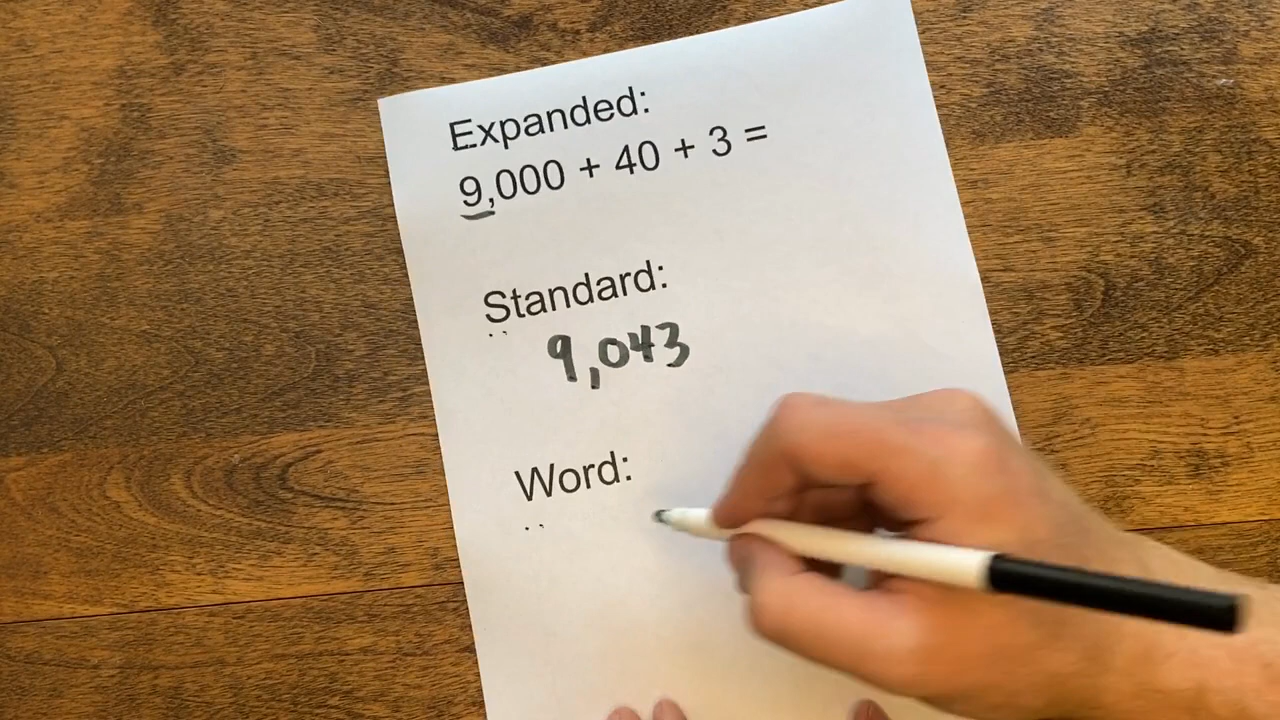 Expanded:
9,000 + 40 + 3 =
Standard:
9,043
Word: